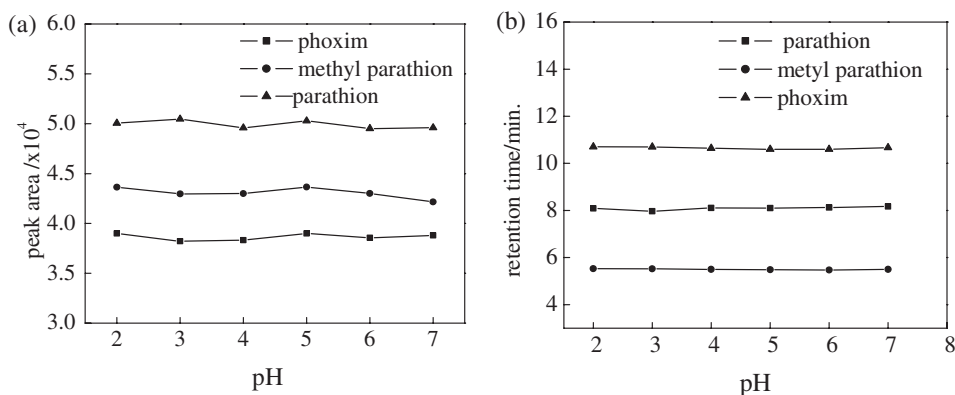 (a)
6.0
5.5
5.0
4.5
4.0
3.5
3.0
peak area /x10⁴
phoxim
methyl parathion
parathion
2 3 4 5 6 7
pH
(b)
16
14
12
10
8
6
4
retention time/min.
parathion
metyl parathion
phoxim
2 3 4 5 6 7 8
pH